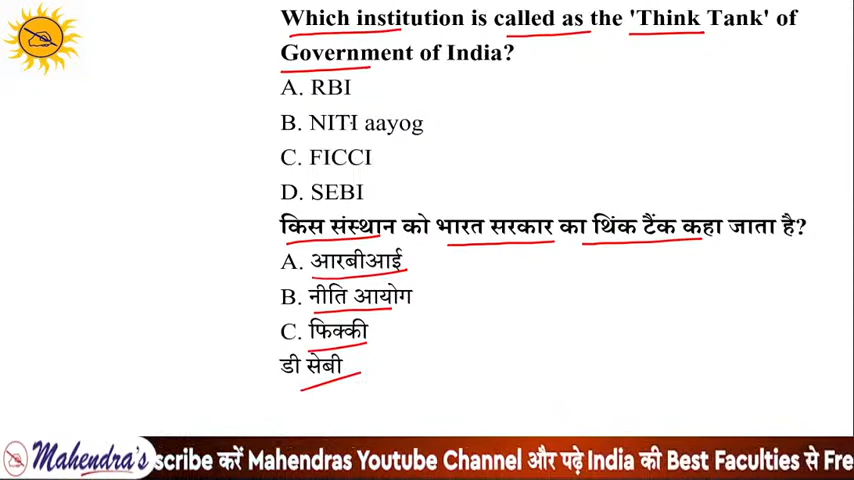 Which institution is called as the 'Think Tank' of
Government of India?
A. RBI
B. NITI aayog
C. FICCI
D. SEBI
किस संस्थान को भारत सरकार का थिंक टैंक कहा जाता है?
A. आरबीआई
B. नीति आयोग
C. फिक्की
डी सेबी
Mahendra's
scribe करें Mahendras Youtube Channel और पढ़े India की Best Faculties से Fre